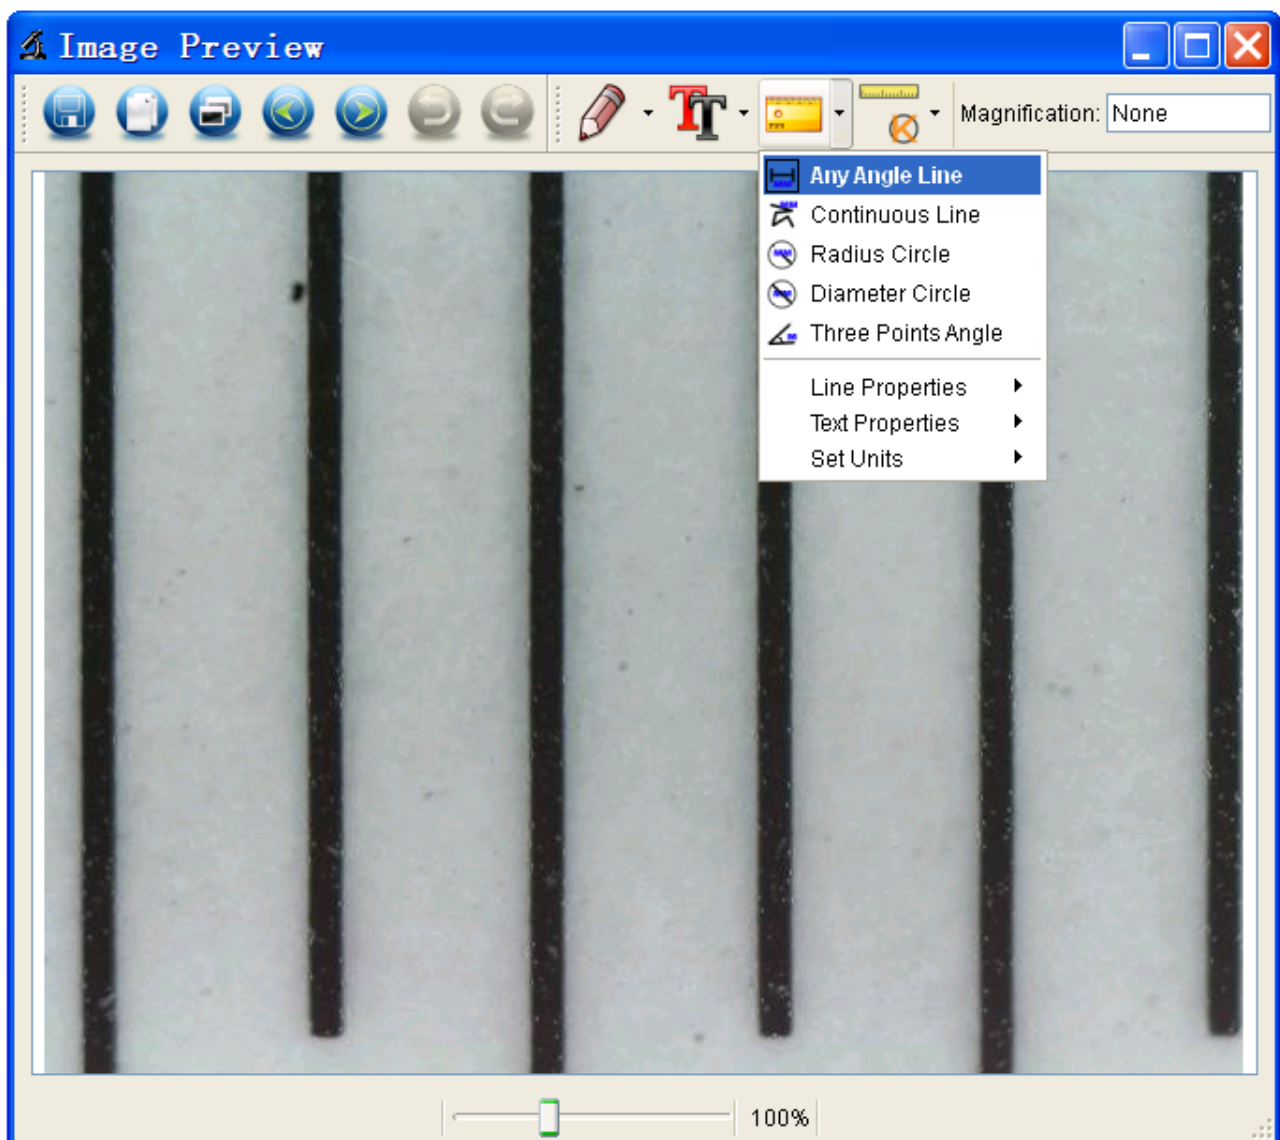 Image Preview
Magnification: None
Any Angle Line
Continuous Line
Radius Circle
Diameter Circle
Three Points Angle
Line Properties
Text Properties
Set Units
100%